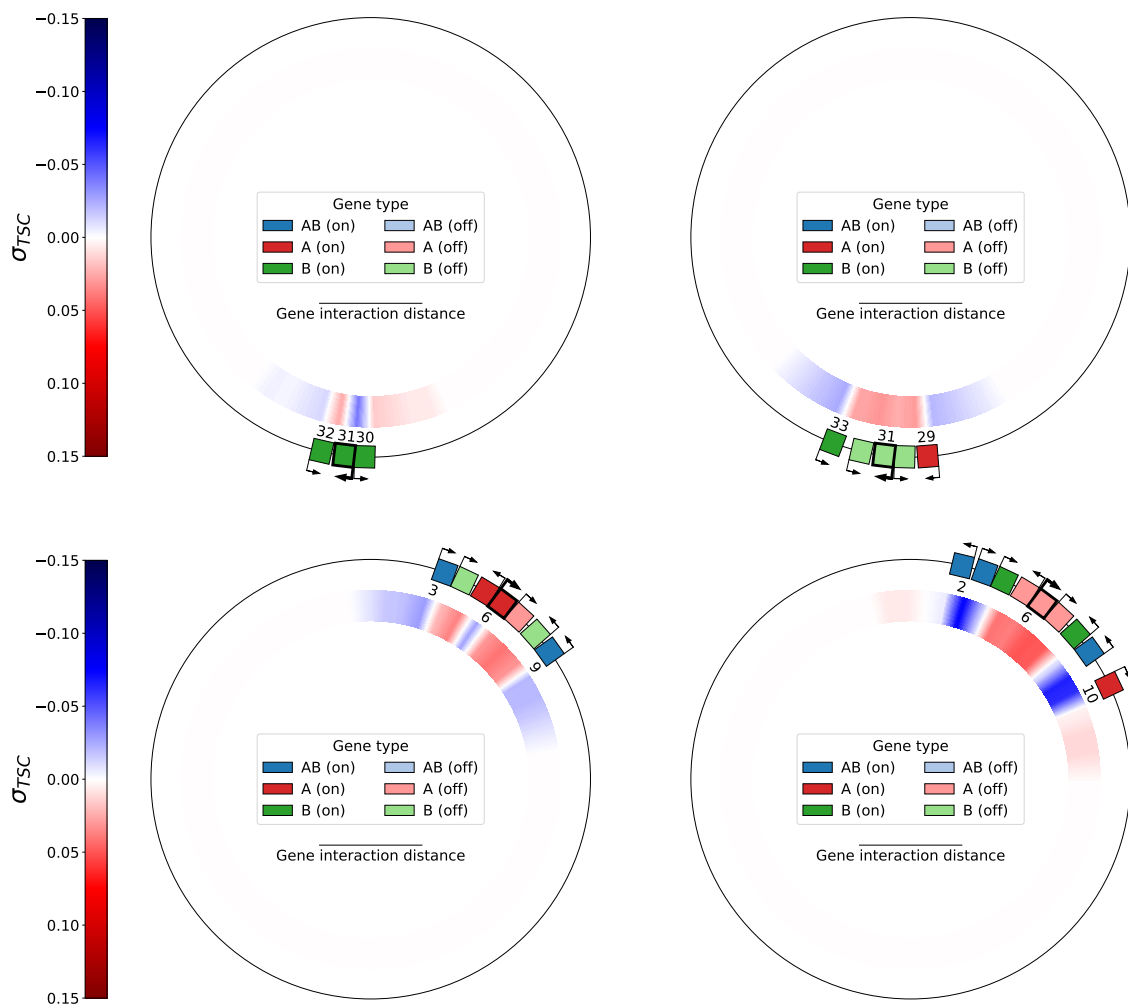 −0.15
−0.10
−0.05
0.00
0.05
0.10
0.15
σTSC
Gene type
AB (on) AB (off)
A (on) A (off)
B (on) B (off)
Gene interaction distance
32 31 30
Gene type
AB (on) AB (off)
A (on) A (off)
B (on) B (off)
Gene interaction distance
33 31 29
−0.15
−0.10
−0.05
0.00
0.05
0.10
0.15
σTSC
3
6
9
Gene type
AB (on) AB (off)
A (on) A (off)
B (on) B (off)
Gene interaction distance
2
6
10
Gene type
AB (on) AB (off)
A (on) A (off)
B (on) B (off)
Gene interaction distance